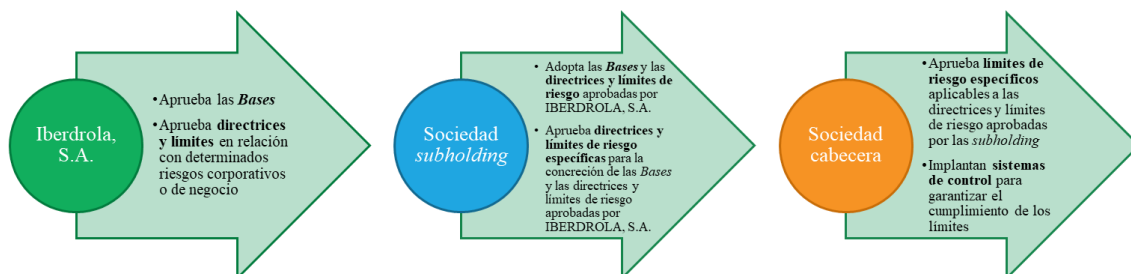 Iberdrola,
S.A.
• Aprueba las Bases
• Aprueba directrices
y límites en relación
con determinados
riesgos corporativos
o de negocio
Sociedad
subholding
• Adopta las Bases y las
directrices y límites de
riesgo aprobadas por
IBERDROLA, S.A.
• Aprueba directrices y
límites de riesgo
específicas para la
concreción de las Bases
y las directrices y
límites de riesgo
aprobadas por
IBERDROLA, S.A.
Sociedad
cabecera
• Aprueba límites de
riesgo específicos
aplicables a las
directrices y límites
de riesgo aprobadas
por las subholding
• Implantan sistemas
de control para
garantizar el
cumplimiento de los
límites